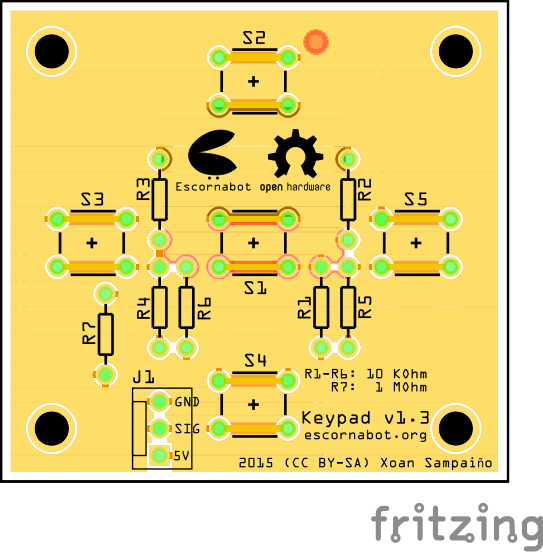 S2
Escornabot open hardware
R3
R2
S3
S5
S1
R4
R6
R1
R5
R7
J1
S4
R1-R6: 10 KOhm
R7: 1 MOhm
GND
SIG
5V
Keypad v1.3
escornabot.org
2015 (CC BY-SA) Xoan Sampaiño
fritzing